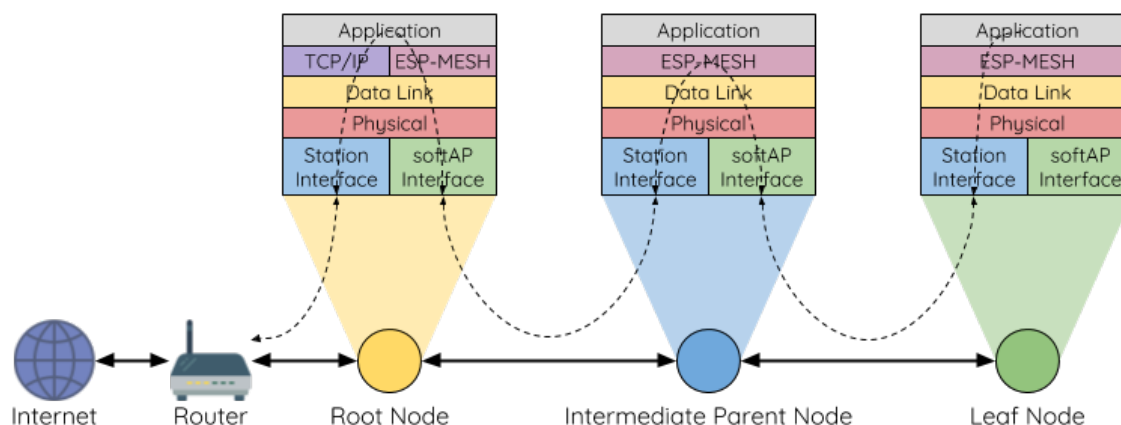 Application Application Application
TCP/IP ESP-MESH ESP-MESH ESP-MESH
Data Link Data Link Data Link
Physical Physical Physical
Station softAP Station softAP Station softAP
Interface Interface Interface Interface Interface Interface
Internet Router Root Node Intermediate Parent Node Leaf Node